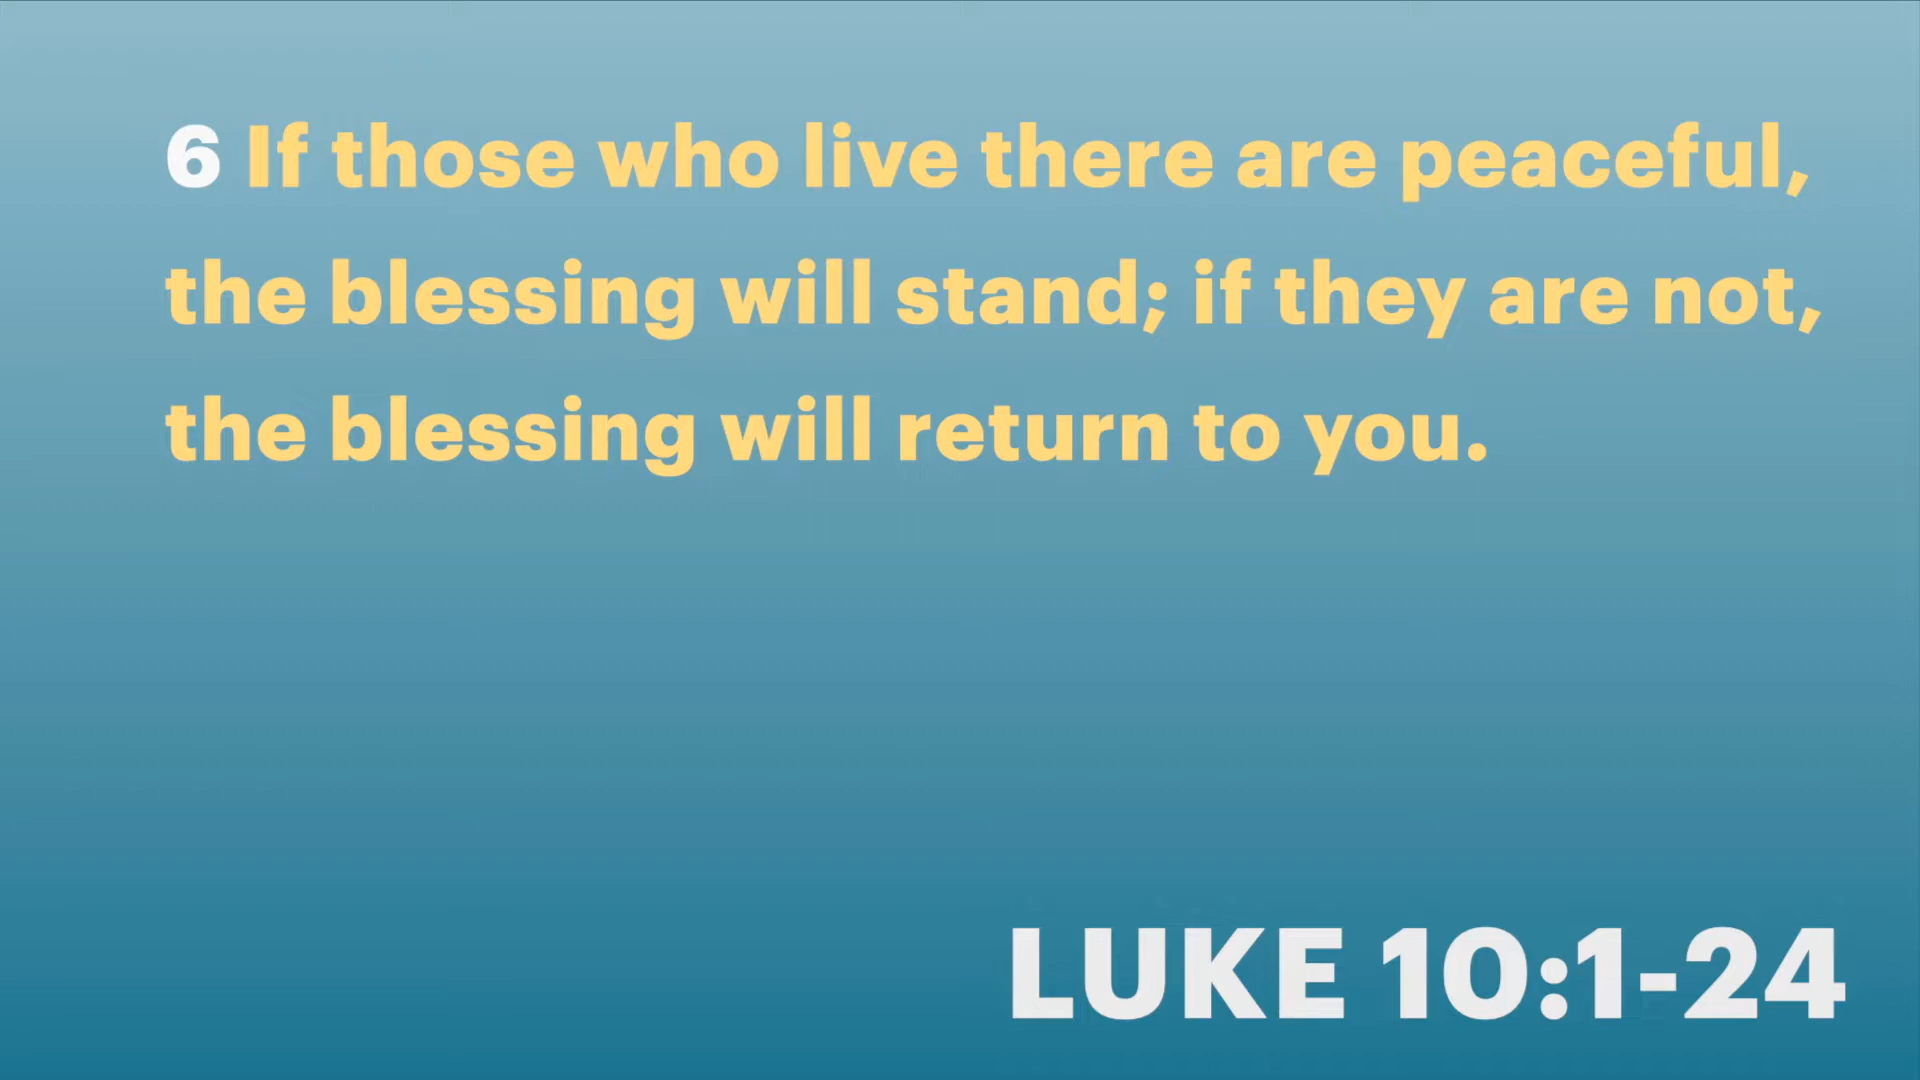 6 If those who live there are peaceful,
the blessing will stand; if they are not,
the blessing will return to you.
LUKE 10:1-24